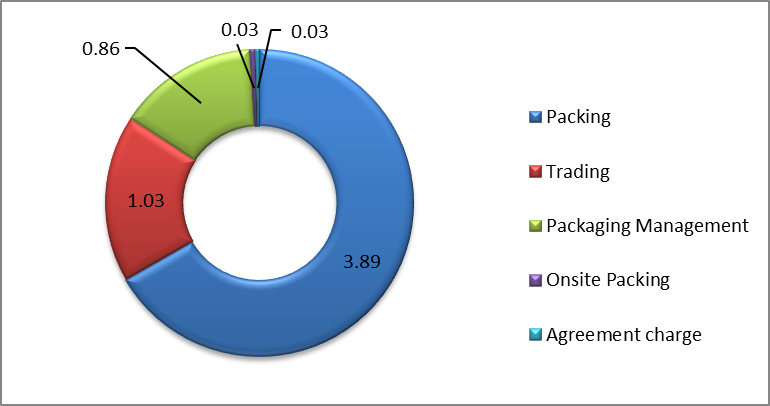 0.03
0.03
0.86
1.03
3.89
Packing
Trading
Packaging Management
Onsite Packing
Agreement charge